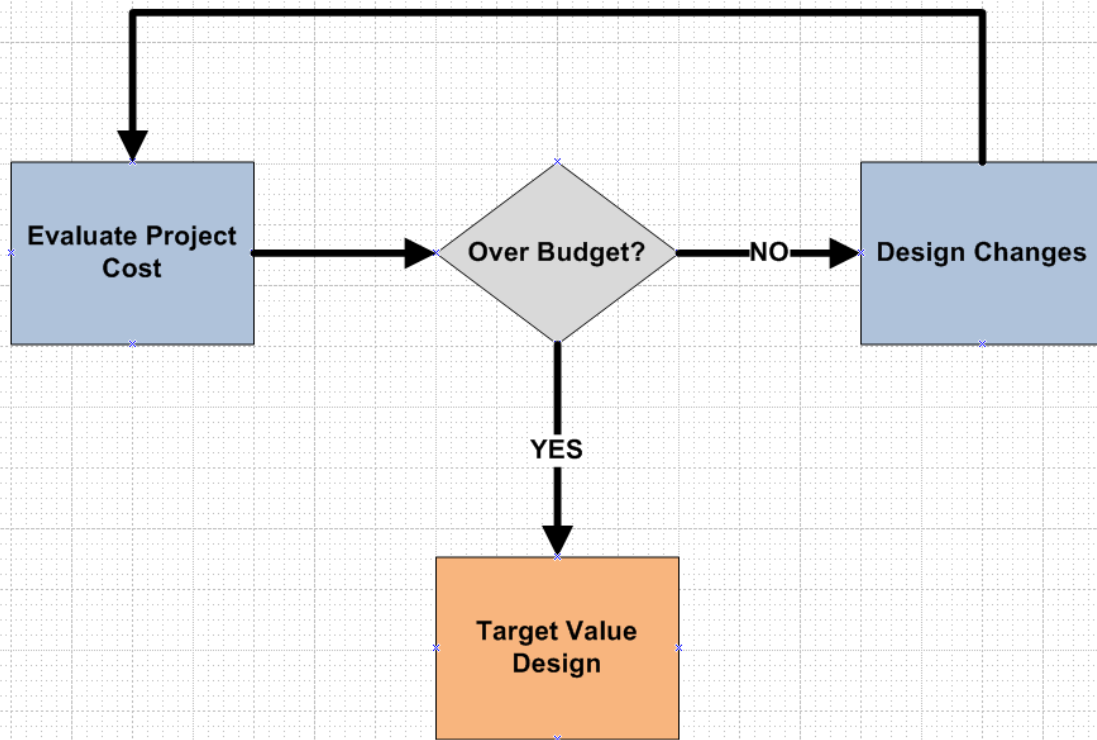 Evaluate Project
Cost
Over Budget?
NO
Design Changes
YES
Target Value
Design